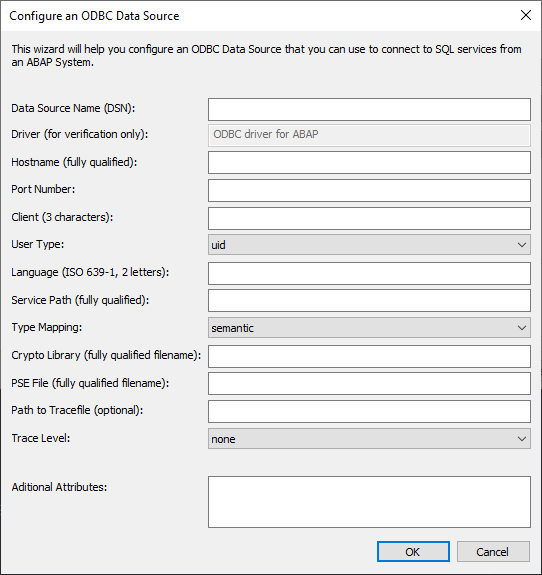 Configure an ODBC Data Source
This wizard will help you configure an ODBC Data Source that you can use to connect to SQL services from
an ABAP System.
Data Source Name (DSN):
Driver (for verification only): ODBC driver for ABAP
Hostname (fully qualified):
Port Number:
Client (3 characters):
User Type: uid
Language (ISO 639-1, 2 letters):
Service Path (fully qualified):
Type Mapping: semantic
Crypto Library (fully qualified filename):
PSE File (fully qualified filename):
Path to Tracefile (optional):
Trace Level: none
Aditional Attributes:
OK Cancel